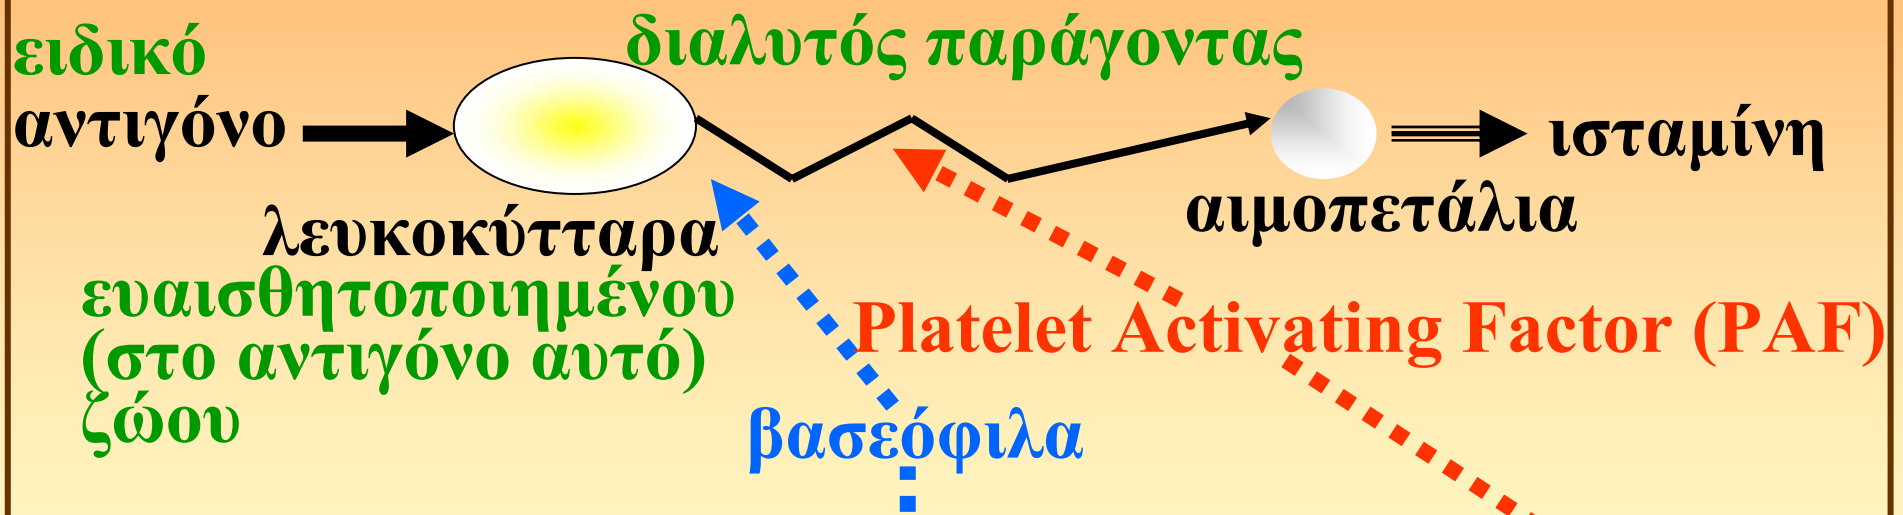 ειδικό
αντιγόνο
διαλυτός παράγοντας
ισταμίνη
αιμοπετάλια
λευκοκύτταρα
ευαισθητοποιημένου
(στο αντιγόνο αυτό)
ζώου
Platelet Activating Factor (PAF)
βασεόφιλα